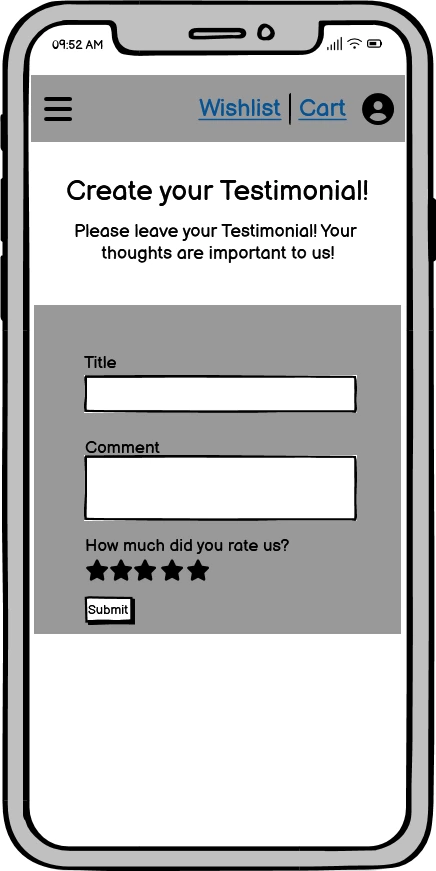 09:52 AM
Wishlist | Cart
Create your Testimonial!
Please leave your Testimonial! Your
thoughts are important to us!
Title
Comment
How much did you rate us?
Submit